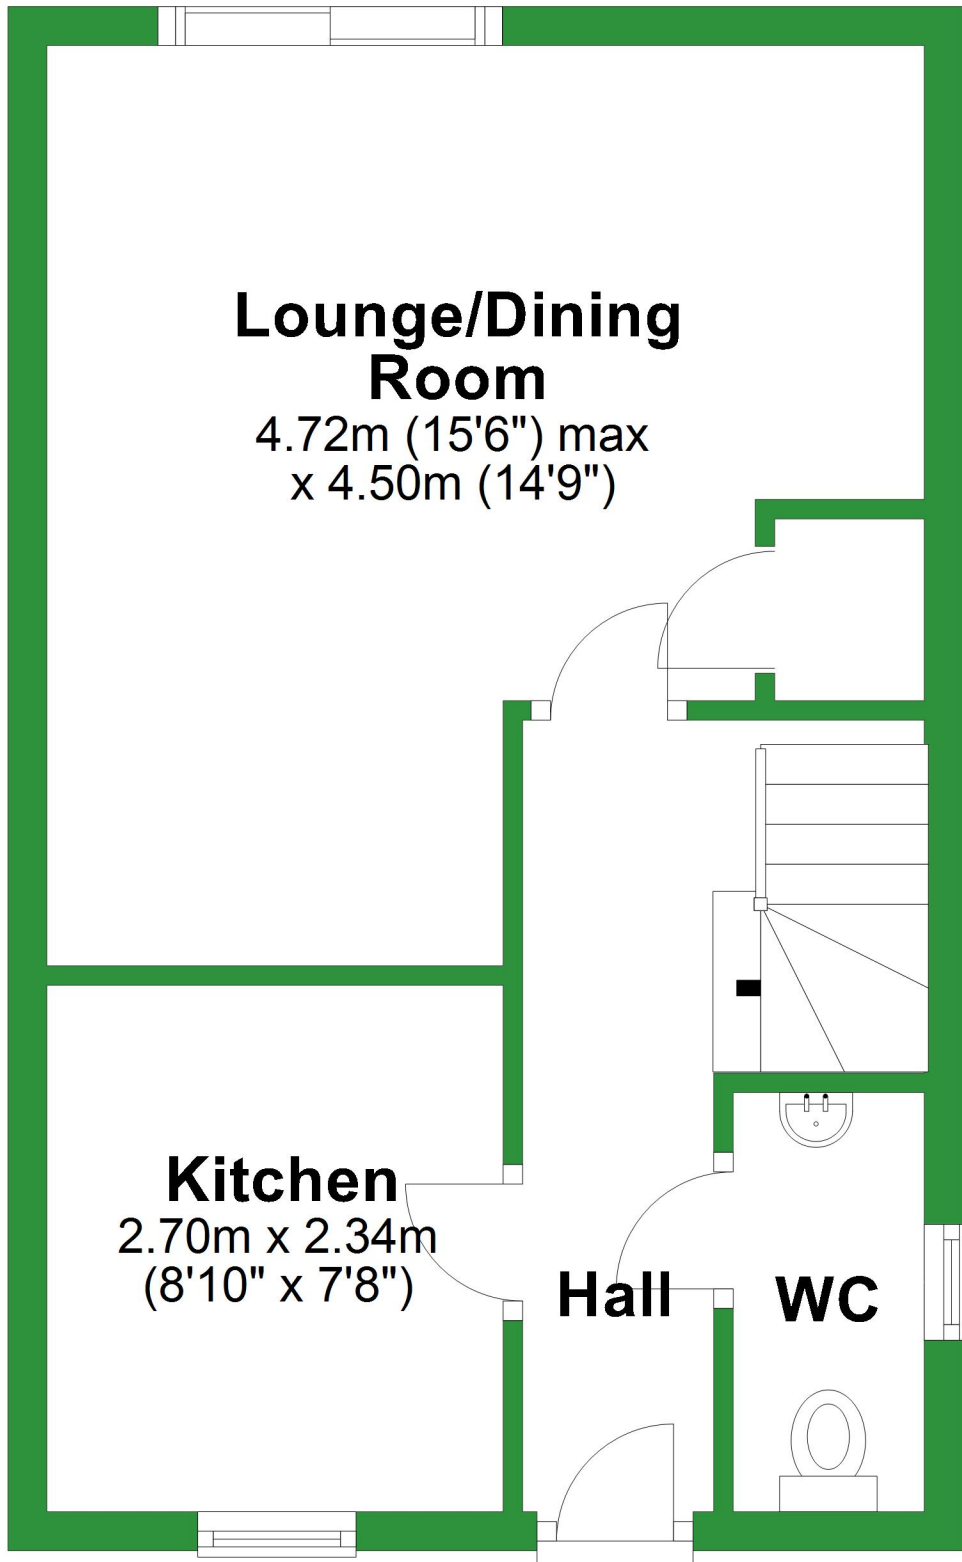 Lounge/Dining
Room
4.72m (15'6") max
x 4.50m (14'9")
Kitchen
2.70m x 2.34m
(8'10" x 7'8")
Hall
WC